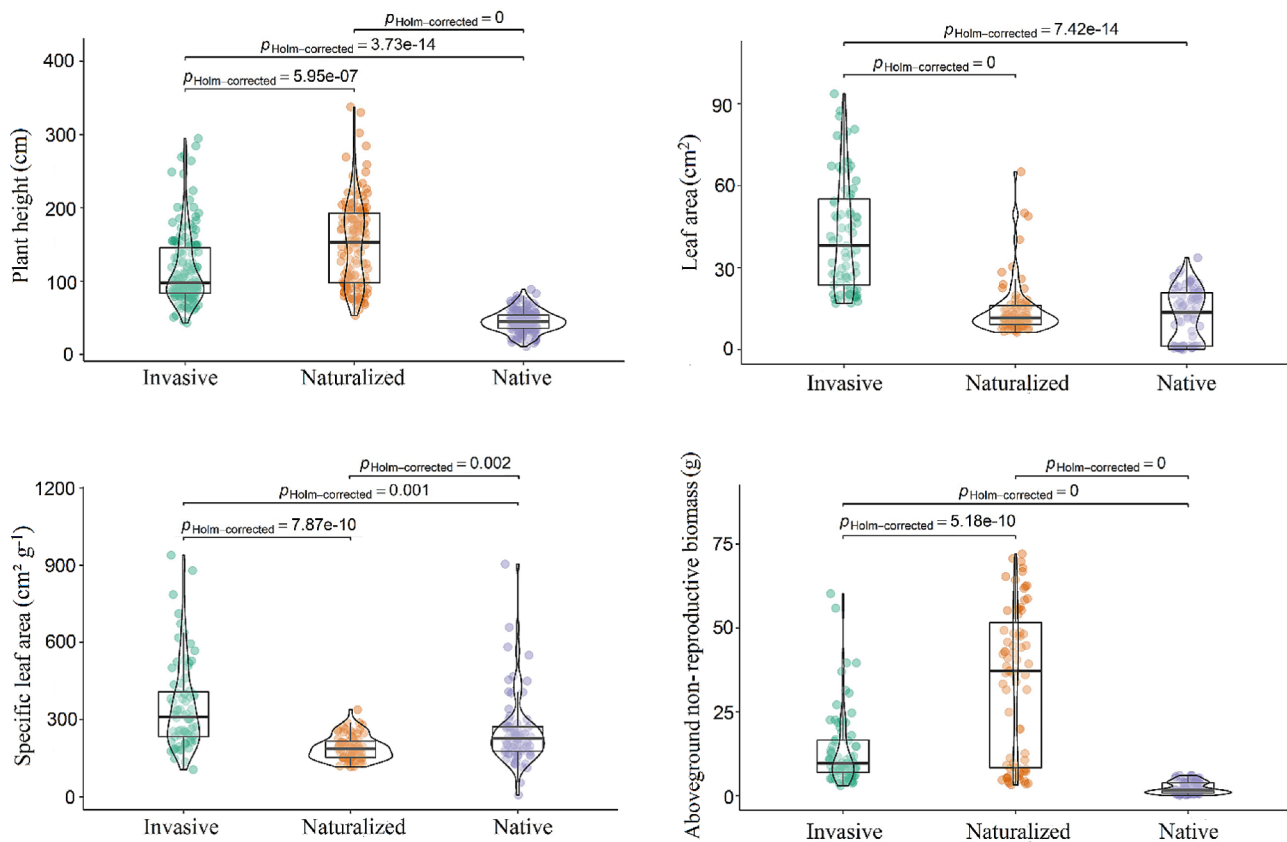 pHolm−corrected = 0
pHolm−corrected = 3.73e-14
pHolm−corrected = 5.95e-07
400
300
200
100
0
Plant height (cm)
Invasive Naturalized Native
pHolm−corrected = 7.42e-14
pHolm−corrected = 0
90
60
30
0
Leaf area (cm²)
Invasive Naturalized Native
pHolm−corrected = 0.002
pHolm−corrected = 0.001
pHolm−corrected = 7.87e-10
1200
900
600
300
0
Specific leaf area (cm² g⁻¹)
Invasive Naturalized Native
pHolm−corrected = 0
pHolm−corrected = 0
pHolm−corrected = 5.18e-10
75
50
25
0
Aboveground non-reproductive biomass (g)
Invasive Naturalized Native